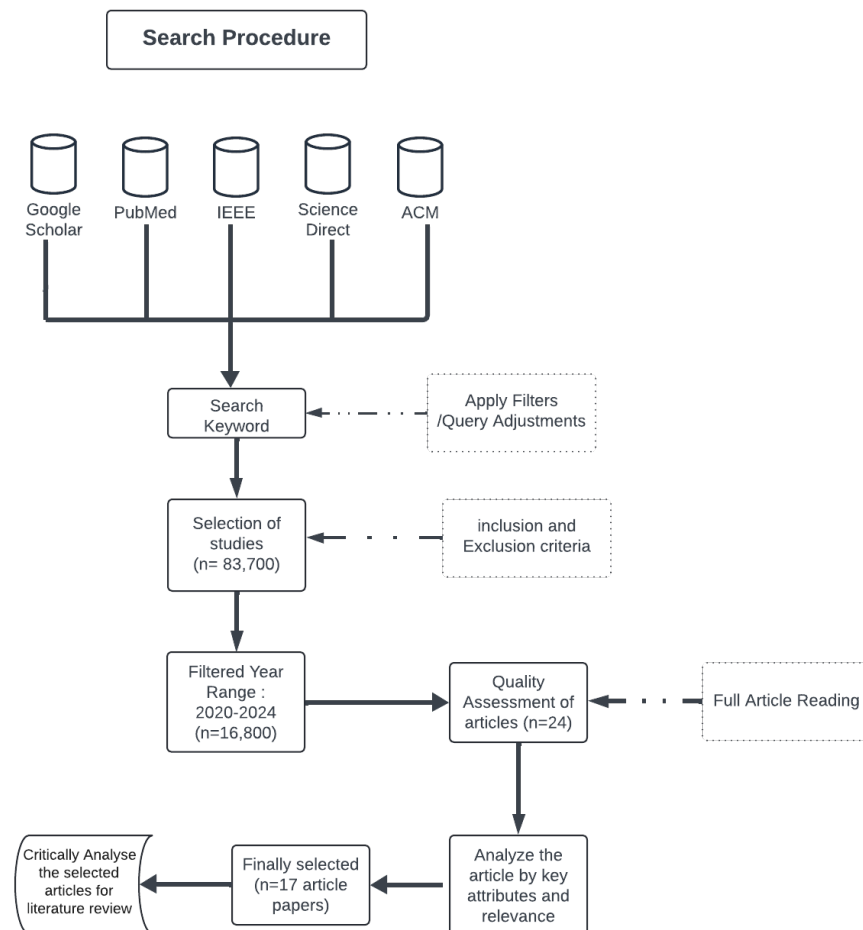 Search Procedure
Google
Scholar
PubMed
IEEE
Science
Direct
ACM
Search
Keyword
Apply Filters
/Query Adjustments
Selection of
studies
(n= 83,700)
inclusion and
Exclusion criteria
Filtered Year
Range :
2020-2024
(n=16,800)
Quality
Assessment of
articles (n=24)
Full Article Reading
Critically Analyse
the selected
articles for
literature review
Finally selected
(n=17 article
papers)
Analyze the
article by key
attributes and
relevance